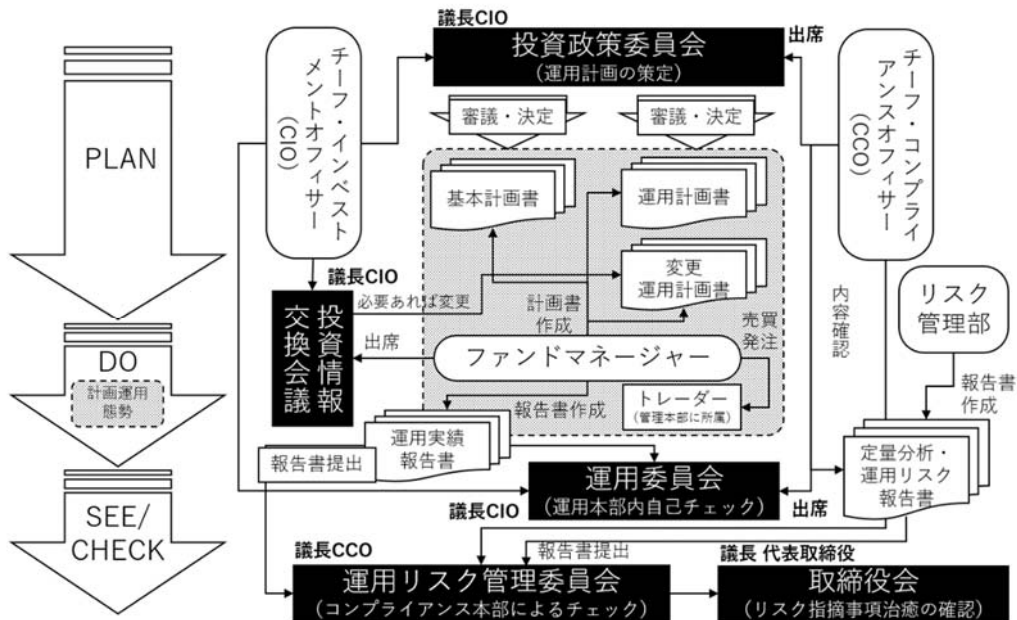 議長CIO
出席
投資政策委員会
(運用計画の策定)
チーフ・インベスト
メントオフィサー
(CIO)
チーフ・コンプライ
アンスオフィサー
(CCO)
PLAN
審議・決定
審議・決定
基本計画書
運用計画書
変更
運用計画書
議長CIO
必要あれば変更
投資情報
交換会議
計画書
作成
売買
発注
内容確認
リスク
管理部
DO
計画運用
態勢
出席
ファンドマネージャー
報告書作成
トレーダー
(管理本部に所属)
報告書
作成
運用実績
報告書
報告書提出
定量分析・
運用リスク
報告書
運用委員会
(運用本部内自己チェック)
議長CIO
出席
SEE/
CHECK
議長CCO
報告書提出
議長 代表取締役
運用リスク管理委員会
(コンプライアンス本部によるチェック)
取締役会
(リスク指摘事項治癒の確認)